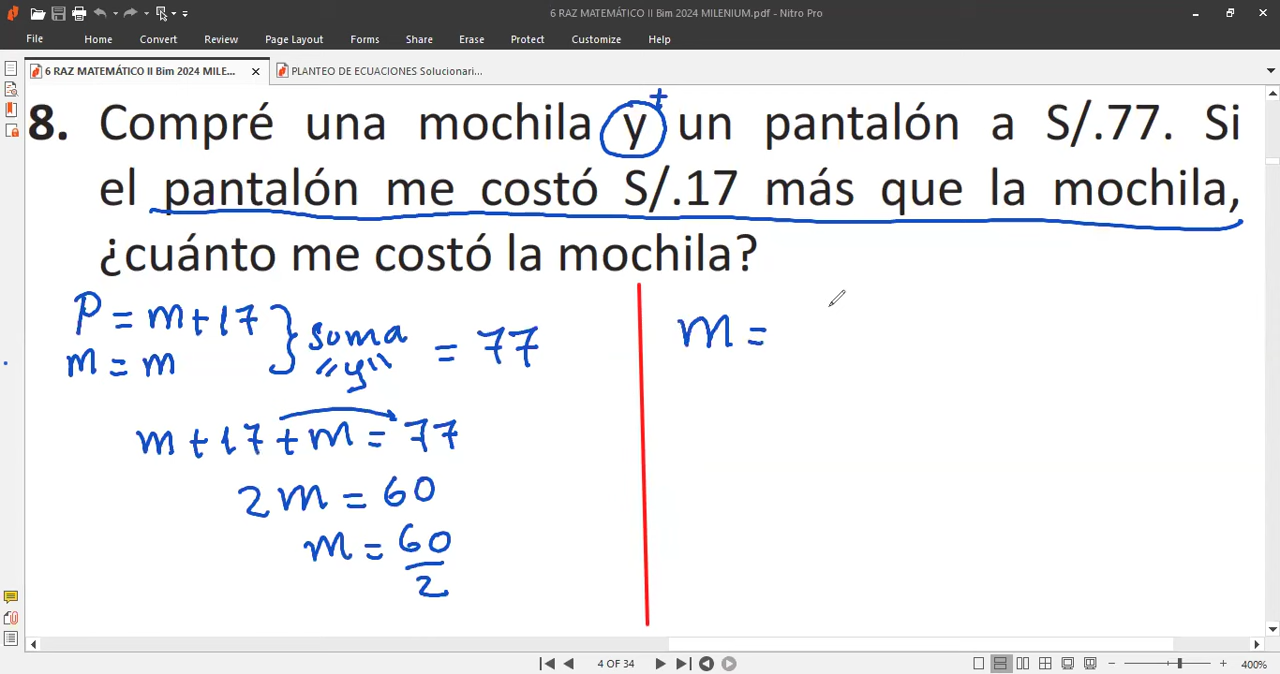 6 RAZ MATEMÁTICO II Bim 2024 MILENIUM.pdf - Nitro Pro
File Home Convert Review Page Layout Forms Share Erase Protect Customize Help
6 RAZ MATEMÁTICO II Bim 2024 MILE... × PLANTEO DE ECUACIONES Solucionari...
8. Compré una mochila y + un pantalón a S/.77. Si
el pantalón me costó S/.17 más que la mochila,
¿cuánto me costó la mochila?
P = m + 17
m = m
soma
"y"
= 77
m + 17 + m = 77
2m = 60
m = 60/2
m =
4 OF 34
400%